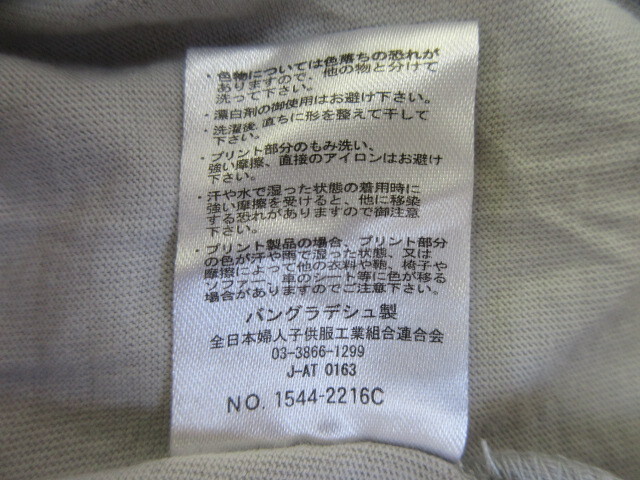 ・色物については色落ちの恐れが
ありますので、他の物と分けて
洗って下さい。
・漂白剤の御使用はお避け下さい。
・洗濯後、直ちに形を整えて干して
下さい。
・プリント部分のもみ洗い、
強い摩擦、直接のアイロンはお避け
下さい。
・汗や水で湿った状態の着用時に
強い摩擦を受けると、他に移染
する恐れがありますので御注意
下さい。
・プリント製品の場合、プリント部分
の色が汗や雨で湿った状態、又は
摩擦によって他の衣料や鞄、椅子や
ソファー、車のシート等に色が移る
場合がありますのでご注意下さい。
バングラデシュ製
全日本婦人子供服工業組合連合会
03-3866-1299
J-AT 0163
NO. 1544-2216C